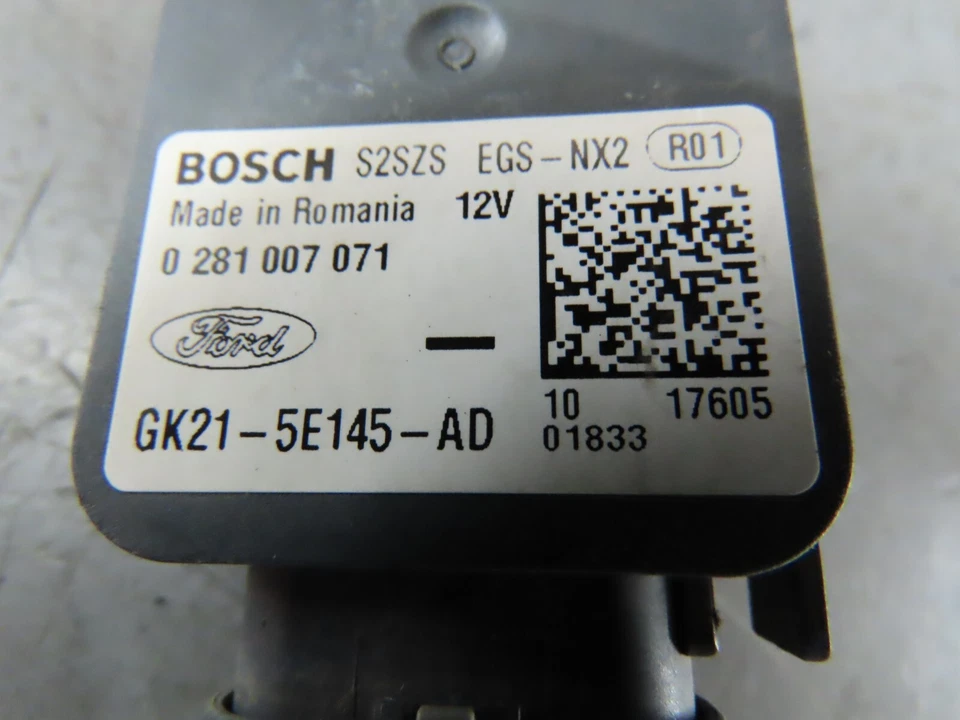 BOSCH S2SZS EGS-NX2 R01
Made in Romania 12V
0 281 007 071
Ford
GK21-5E145-AD
10 17605
01833